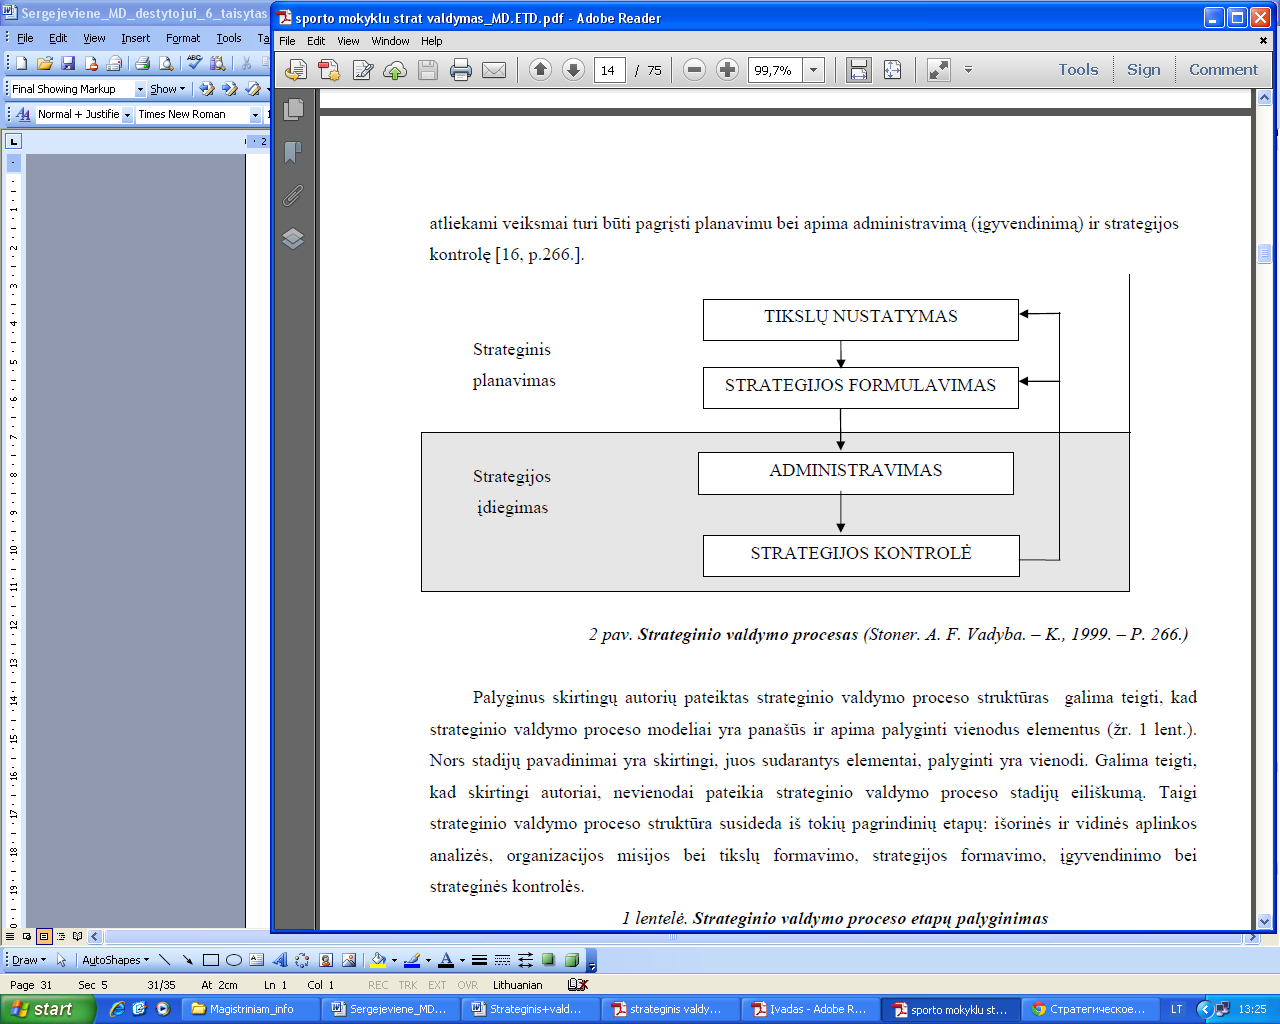 Sergejeviene_MD_destytojui_6_taisytas
File Edit View Insert Format Tools Ta
Final Showing Markup Show
Normal + Justifie Times New Roman 1
sporto mokyklu strat valdymas_MD.ETD.pdf - Adobe Reader
File Edit View Window Help
14 / 75 99,7% Tools Sign Comment
atliekami veiksmai turi būti pagrįsti planavimu bei apima administravimą (įgyvendinimą) ir strategijos
kontrolę [16, p.266.].
TIKSLŲ NUSTATYMAS
Strateginis
planavimas
STRATEGIJOS FORMULAVIMAS
Strategijos
įdiegimas
ADMINISTRAVIMAS
STRATEGIJOS KONTROLĖ
2 pav. Strateginio valdymo procesas (Stoner. A. F. Vadyba. – K., 1999. – P. 266.)
Palyginus skirtingų autorių pateiktas strateginio valdymo proceso struktūras galima teigti, kad
strateginio valdymo proceso modeliai yra panašūs ir apima palyginti vienodus elementus (žr. 1 lent.).
Nors stadijų pavadinimai yra skirtingi, juos sudarantys elementai, palyginti yra vienodi. Galima teigti,
kad skirtingi autoriai, nevienodai pateikia strateginio valdymo proceso stadijų eiliškumą. Taigi
strateginio valdymo proceso struktūra susideda iš tokių pagrindinių etapų: išorinės ir vidinės aplinkos
analizės, organizacijos misijos bei tikslų formavimo, strategijos formavimo, įgyvendinimo bei
strateginės kontrolės.
1 lentelė. Strateginio valdymo proceso etapų palyginimas
Draw AutoShapes
Page 31 Sec 5 31/35 At 2cm Ln 1 Col 1 REC TRK EXT OVR Lithuanian
start Magistriniam_info Sergejeviene_MD... Strateginis+vald... strateginis valdy... Įvadas - Adobe R... sporto mokyklu st... Стратегическое... LT 13:25